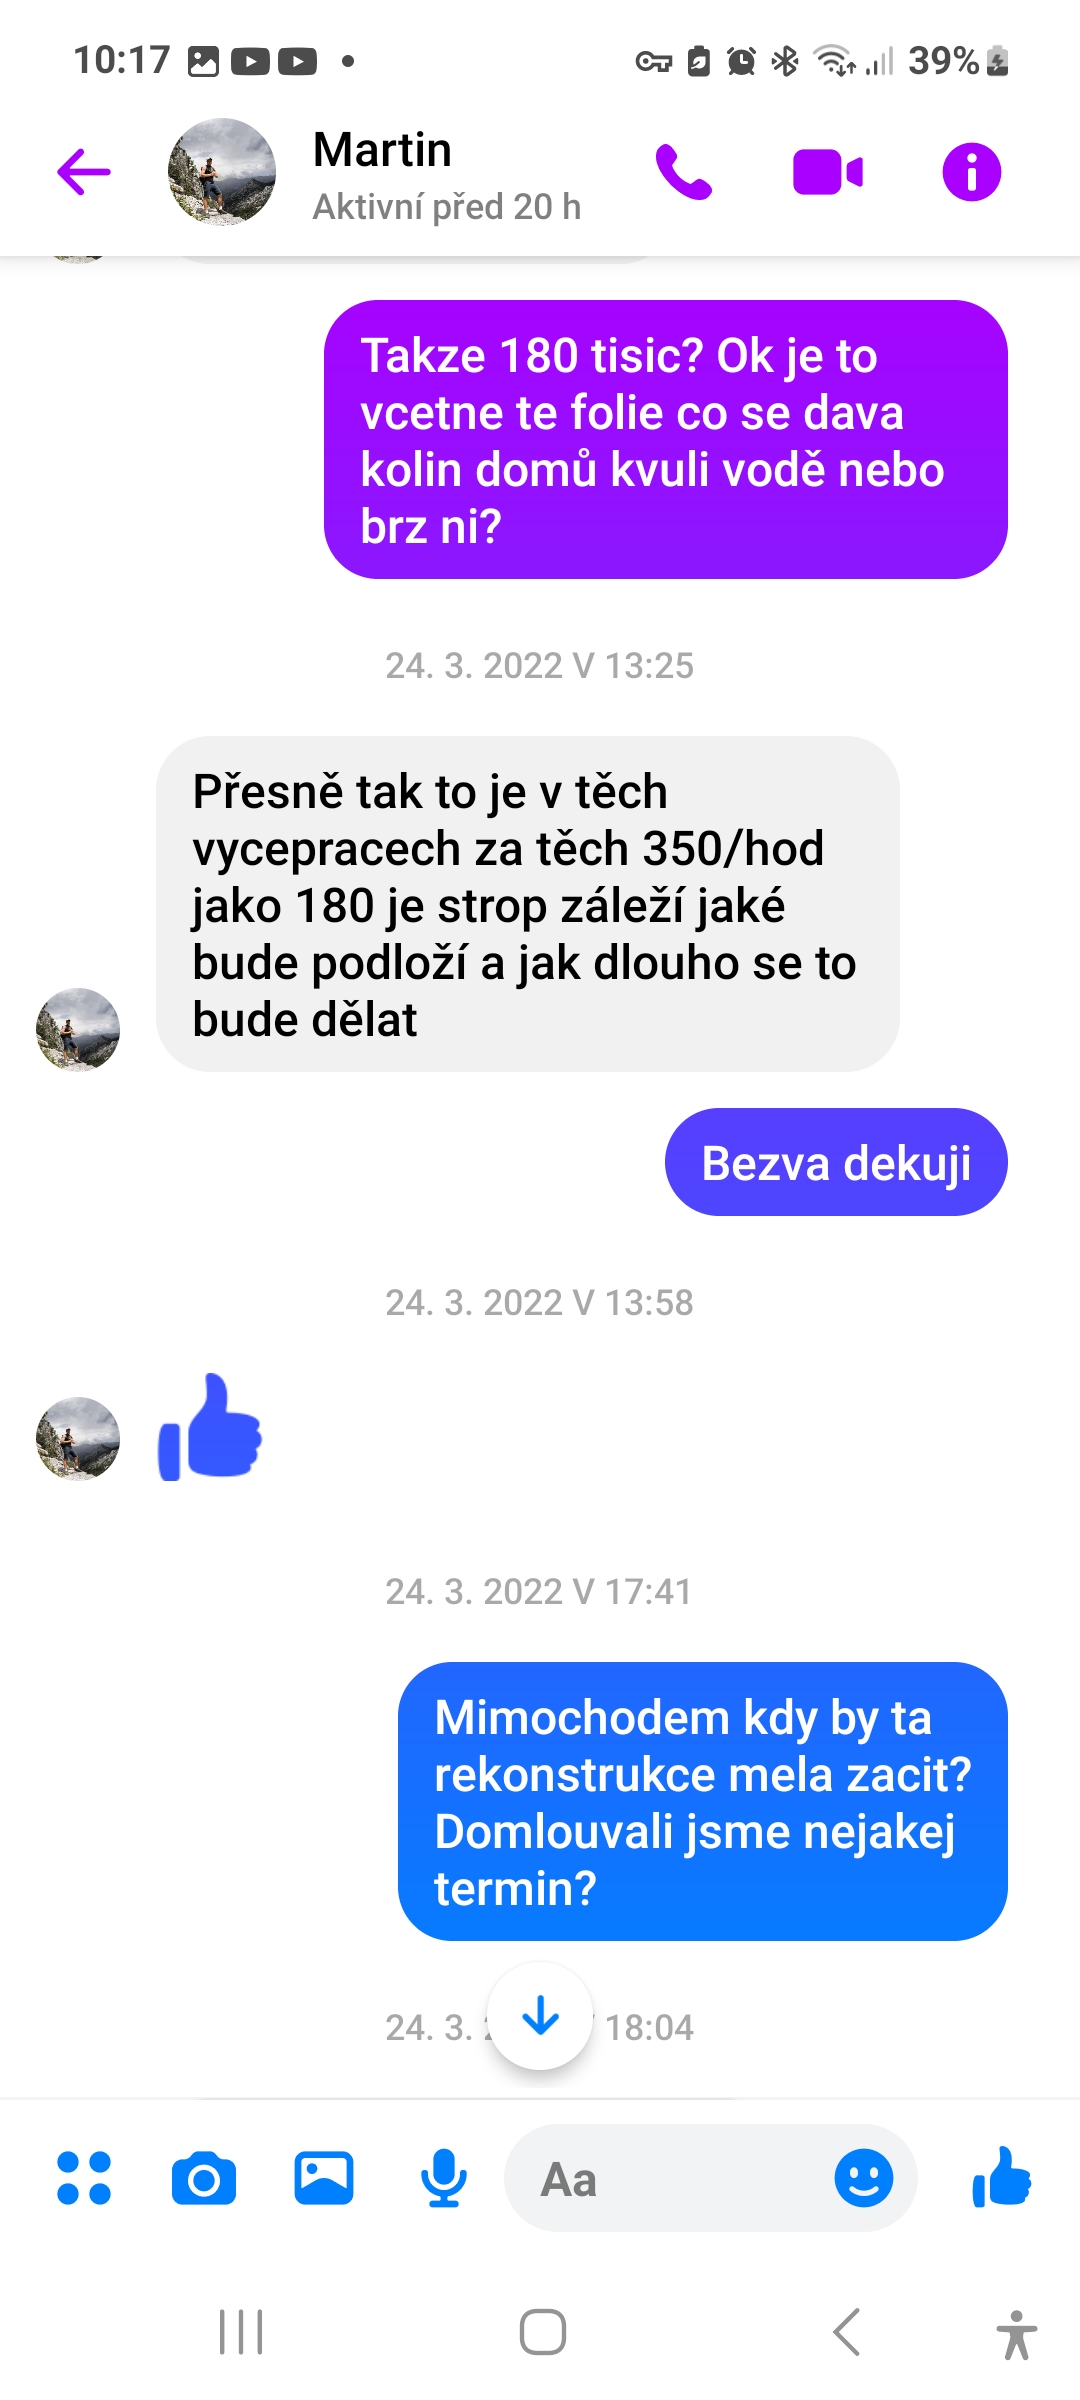 10:17
39%
Martin
Aktivní před 20 h
Takze 180 tisic? Ok je to
vcetne te folie co se dava
kolin domů kvuli vodě nebo
brz ni?
24. 3. 2022 V 13:25
Přesně tak to je v těch
vycepracech za těch 350/hod
jako 180 je strop záleží jaké
bude podloží a jak dlouho se to
bude dělat
Bezva dekuji
24. 3. 2022 V 13:58
24. 3. 2022 V 17:41
Mimochodem kdy by ta
rekonstrukce mela zacit?
Domlouvali jsme nejakej
termin?
24. 3. 18:04
Aa